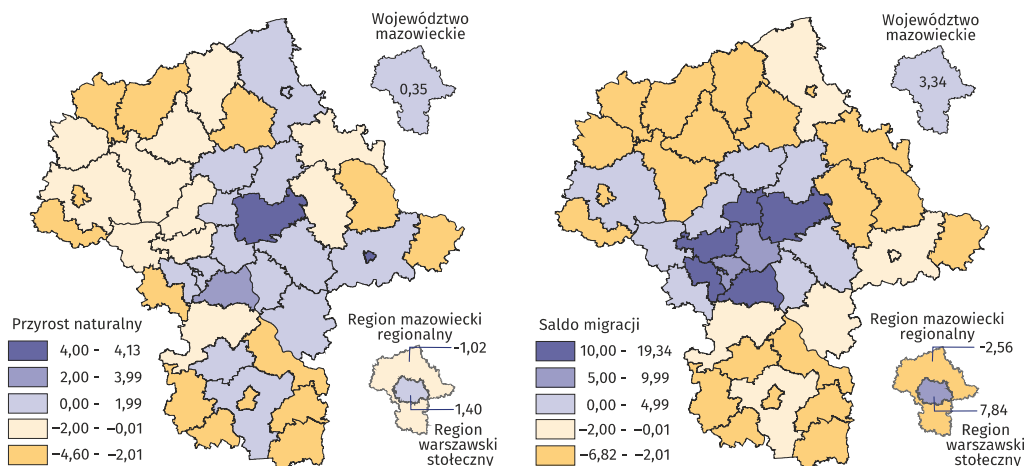 Województwo
mazowieckie
0,35
Przyrost naturalny
4,00 - 4,13
2,00 - 3,99
0,00 - 1,99
−2,00 - −0,01
−4,60 - −2,01
Region mazowiecki
regionalny
-1,02
1,40
Region
warszawski
stołeczny
Województwo
mazowieckie
3,34
Saldo migracji
10,00 - 19,34
5,00 - 9,99
0,00 - 4,99
−2,00 - −0,01
−6,82 - −2,01
Region mazowiecki
regionalny
-2,56
7,84
Region
warszawski
stołeczny